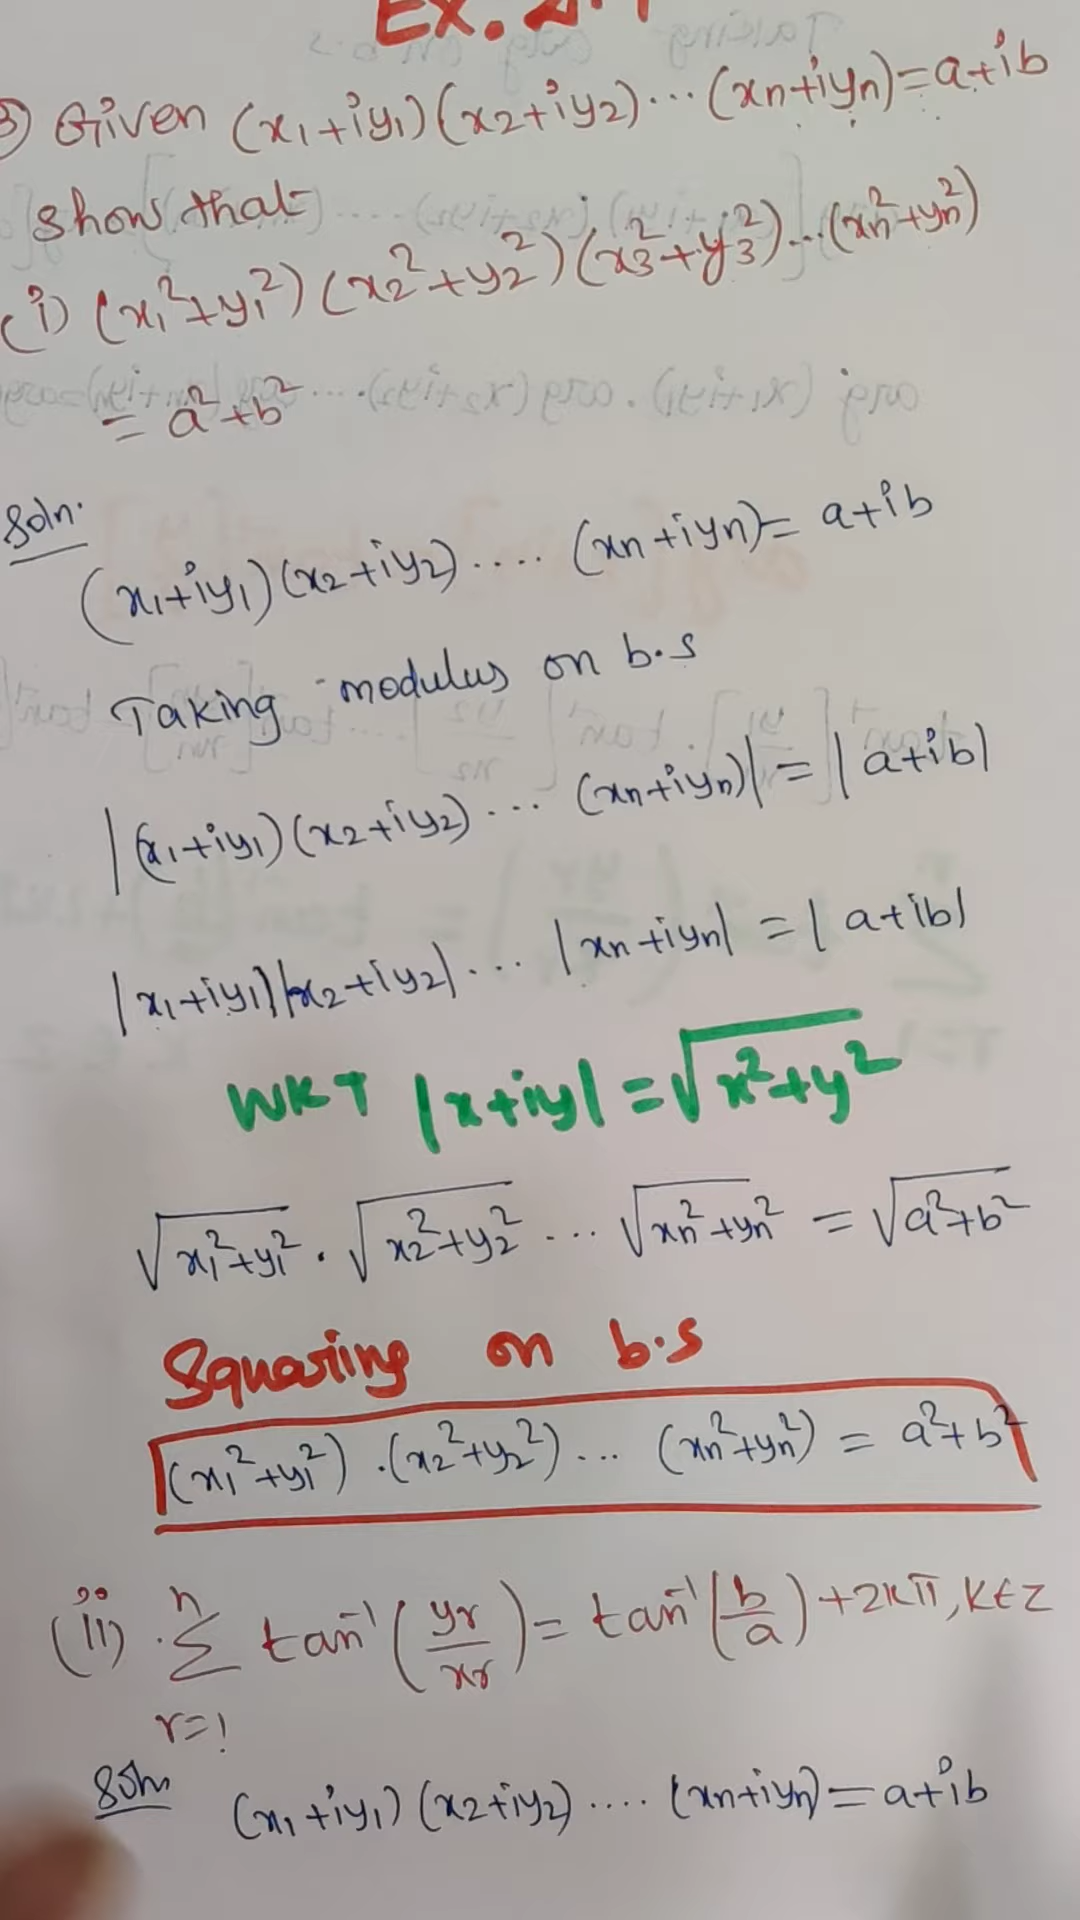 Ex. 2.
3) Given (x₁+iy₁)(x₂+iy₂)...(xn+iyn)=a+ib
show that
(i) (x₁²+y₁²)(x₂²+y₂²)(x₃²+y₃²)...(xn²+yn²)
= a²+b²
Soln.
(x₁+iy₁)(x₂+iy₂)....(xn+iyn)=a+ib
Taking modulus on b.s
|(x₁+iy₁)(x₂+iy₂)...(xn+iyn)|=|a+ib|
|x₁+iy₁||x₂+iy₂|...|xn+iyn|=|a+ib|
WKT |x+iy|=√x²+y²
√x₁²+y₁² . √x₂²+y₂² ... √xn²+yn² = √a²+b²
Squaring on b.s
(x₁²+y₁²).(x₂²+y₂²)...(xn²+yn²) = a²+b²
(ii) n Σ r=1 tan⁻¹(yr/xr)=tan⁻¹(b/a)+2kπ, k∈Z
Soln
(x₁+iy₁)(x₂+iy₂)....(xn+iyn)=a+ib